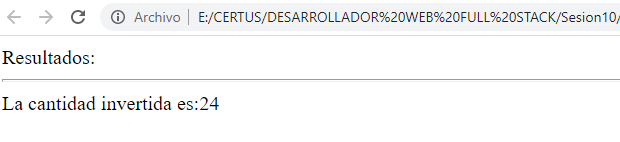 Archivo | E:/CERTUS/DESARROLLADOR%20WEB%20FULL%20STACK/Sesion10/
Resultados:
La cantidad invertida es:24